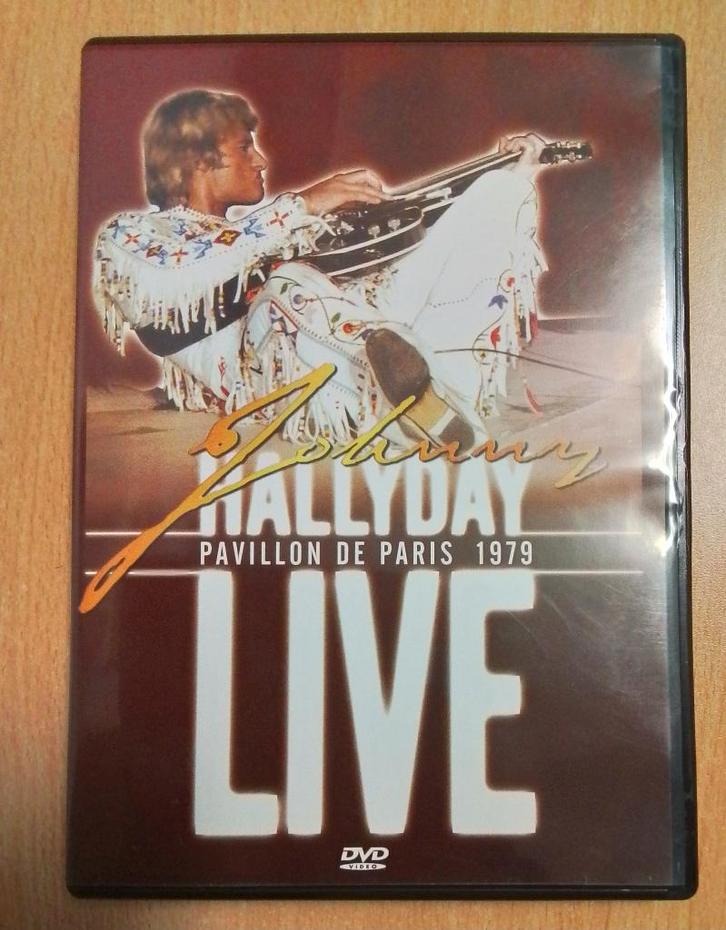 Johnny
HALLYDAY
PAVILLON DE PARIS 1979
LIVE
DVD
VIDEO